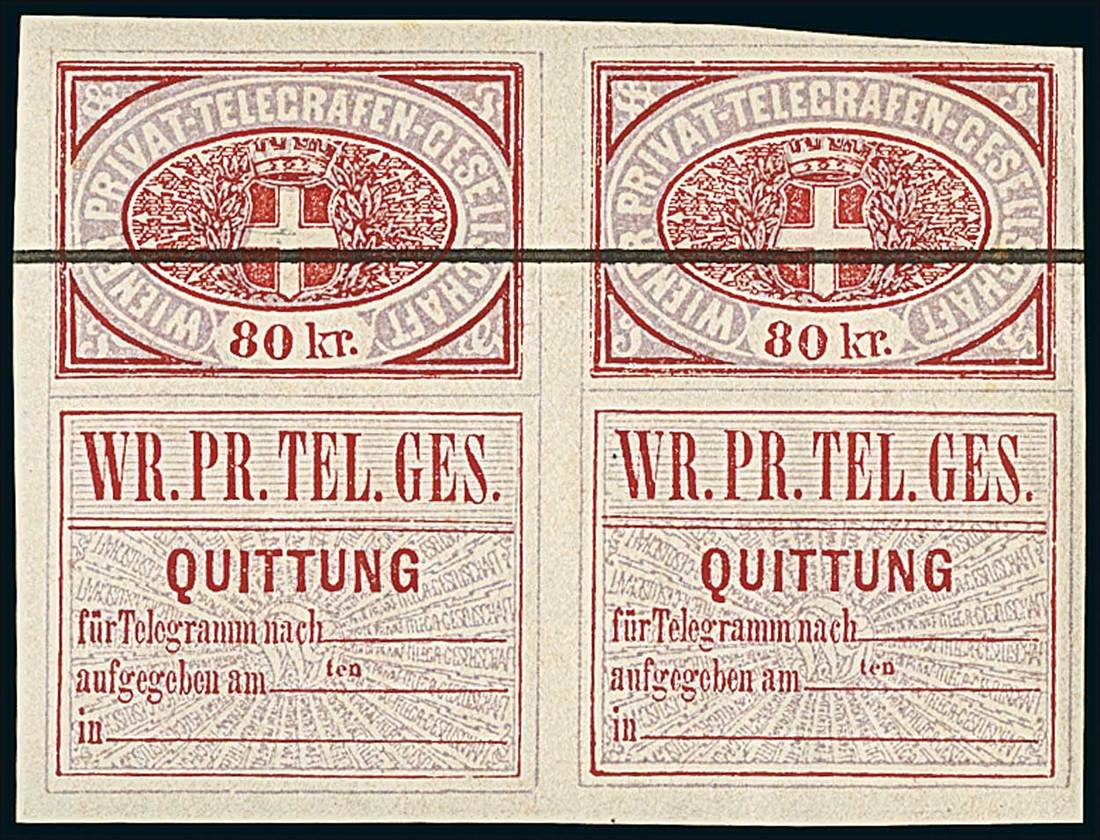 WIENER PRIVAT-TELEGRAFEN-GESELLSCHAFT
80 kr.
WR. PR. TEL. GES.
QUITTUNG
für Telegramm nach
aufgegeben am ten
in
WIENER PRIVAT-TELEGRAFEN-GESELLSCHAFT
80 kr.
WR. PR. TEL. GES.
QUITTUNG
für Telegramm nach
aufgegeben am ten
in